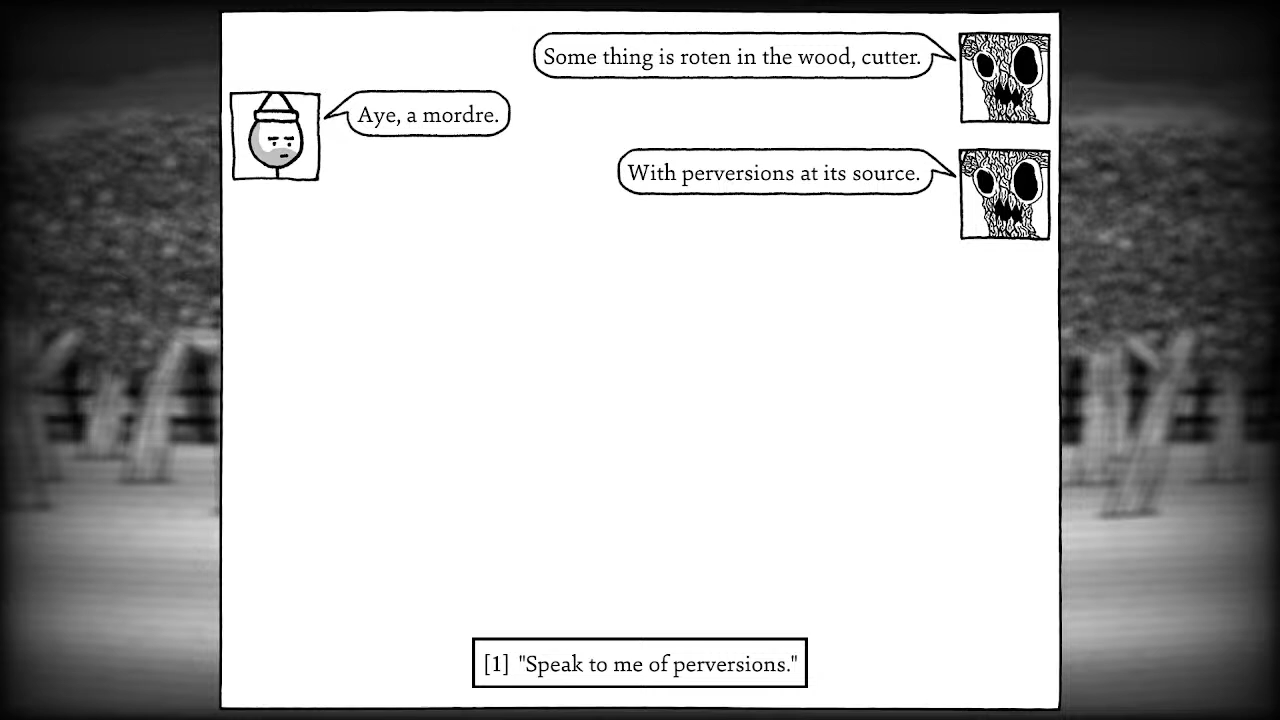 Some thing is roten in the wood, cutter.
Aye, a mordre.
With perversions at its source.
[1] "Speak to me of perversions."